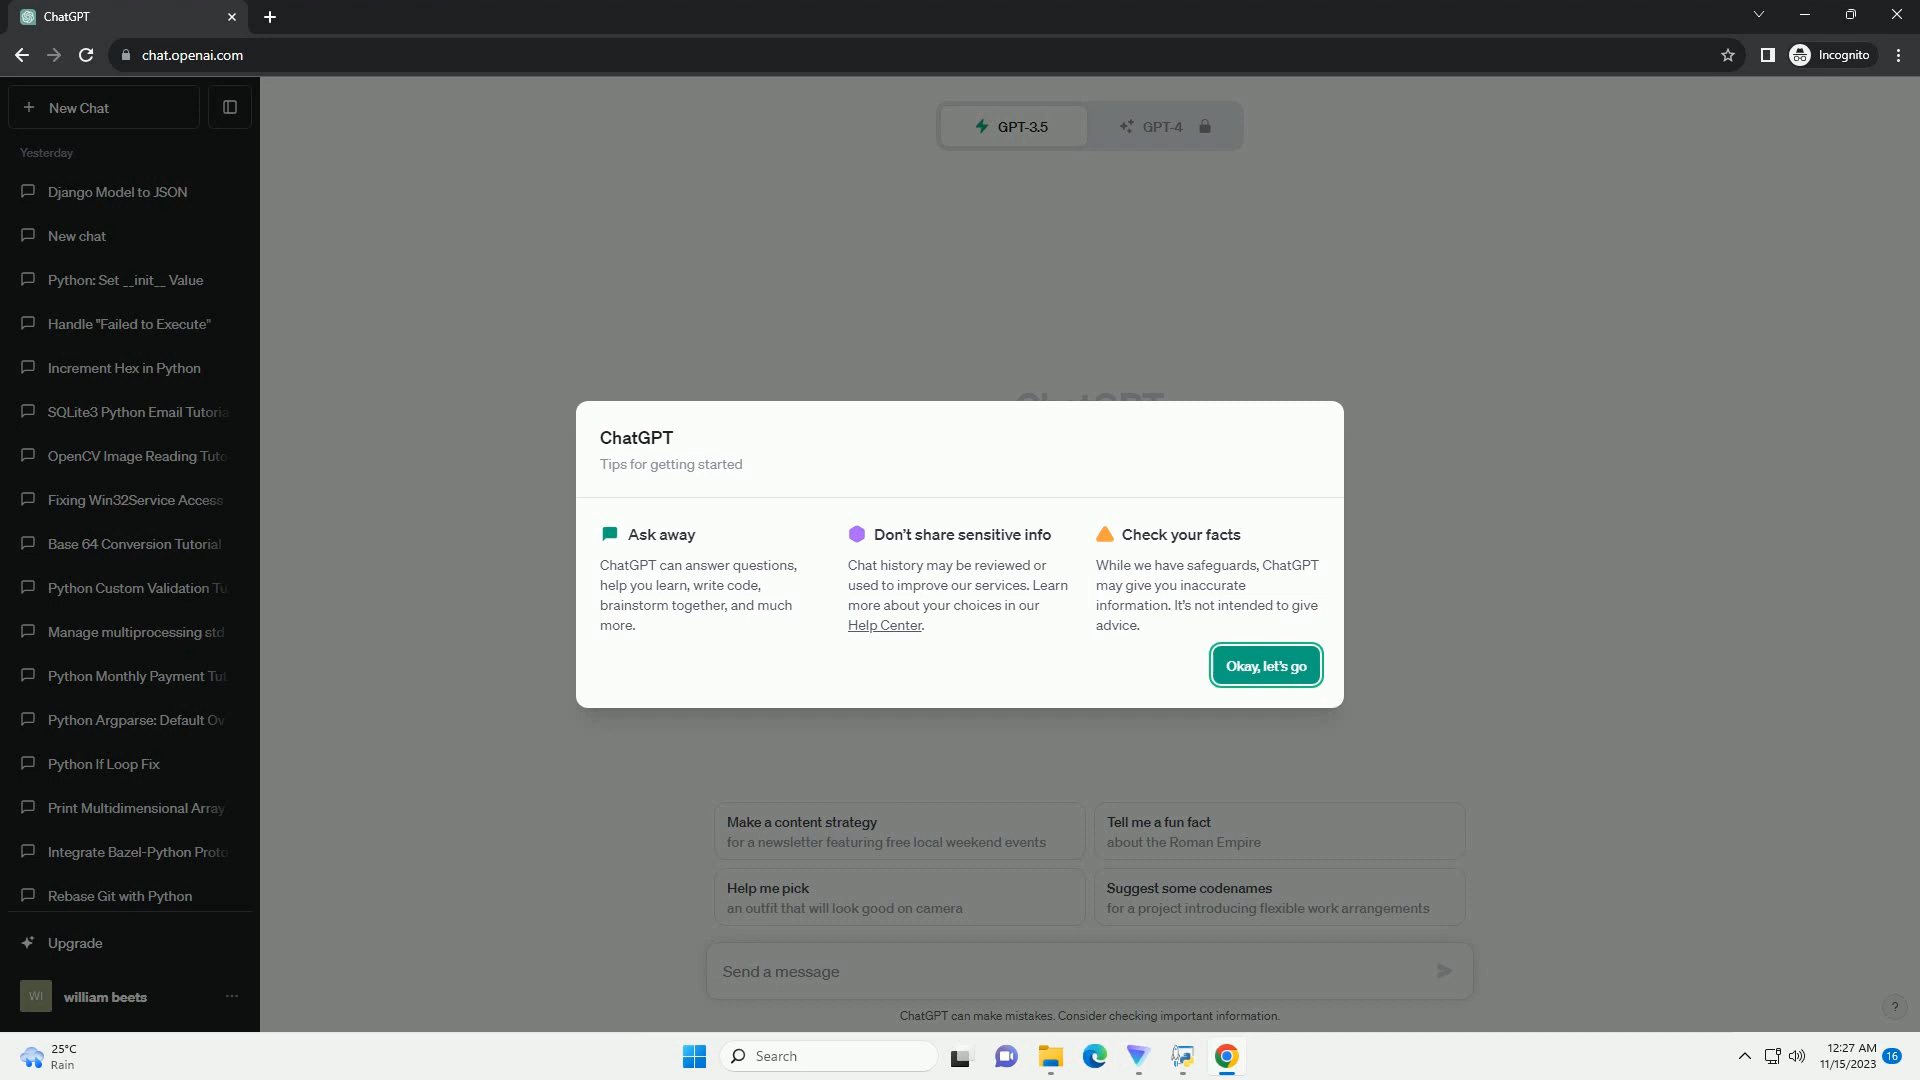 ChatGPT
chat.openai.com
Incognito
New Chat
GPT-3.5
GPT-4
Yesterday
Django Model to JSON
New chat
Python: Set __init__ Value
Handle "Failed to Execute"
Increment Hex in Python
SQLite3 Python Email Tutoria
OpenCV Image Reading Tuto
Fixing Win32Service Access
Base 64 Conversion Tutorial
Python Custom Validation Tu
Manage multiprocessing std
Python Monthly Payment Tut
Python Argparse: Default Ov
Python If Loop Fix
Print Multidimensional Array
Integrate Bazel-Python Proto
Rebase Git with Python
Upgrade
WI
william beets
ChatGPT
ChatGPT
Tips for getting started
Ask away
ChatGPT can answer questions,
help you learn, write code,
brainstorm together, and much
more.
Don't share sensitive info
Chat history may be reviewed or
used to improve our services. Learn
more about your choices in our
Help Center.
Check your facts
While we have safeguards, ChatGPT
may give you inaccurate
information. It's not intended to give
advice.
Okay, let's go
Make a content strategy
for a newsletter featuring free local weekend events
Tell me a fun fact
about the Roman Empire
Help me pick
an outfit that will look good on camera
Suggest some codenames
for a project introducing flexible work arrangements
Send a message
ChatGPT can make mistakes. Consider checking important information.
?
25°C
Rain
Search
12:27 AM
11/15/2023
16